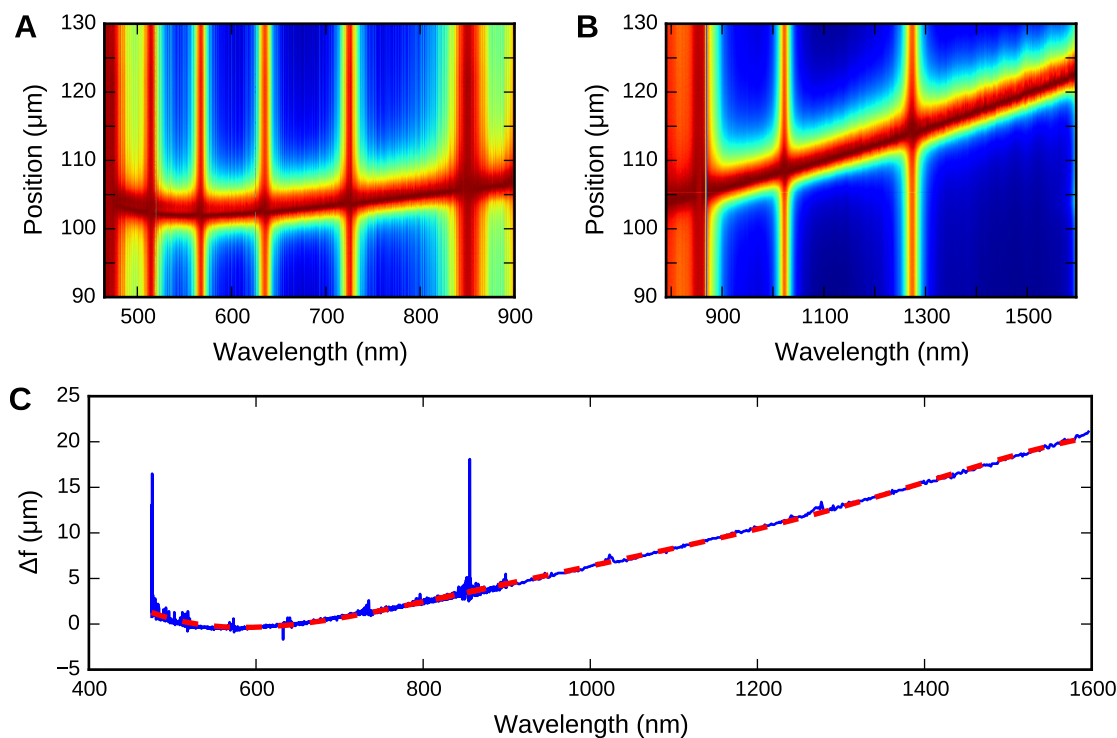 A
130
120
110
100
90
Position (μm)
500 600 700 800 900
Wavelength (nm)
B
130
120
110
100
90
Position (μm)
900 1100 1300 1500
Wavelength (nm)
C
25
20
15
10
5
0
−5
Δf (μm)
400 600 800 1000 1200 1400 1600
Wavelength (nm)